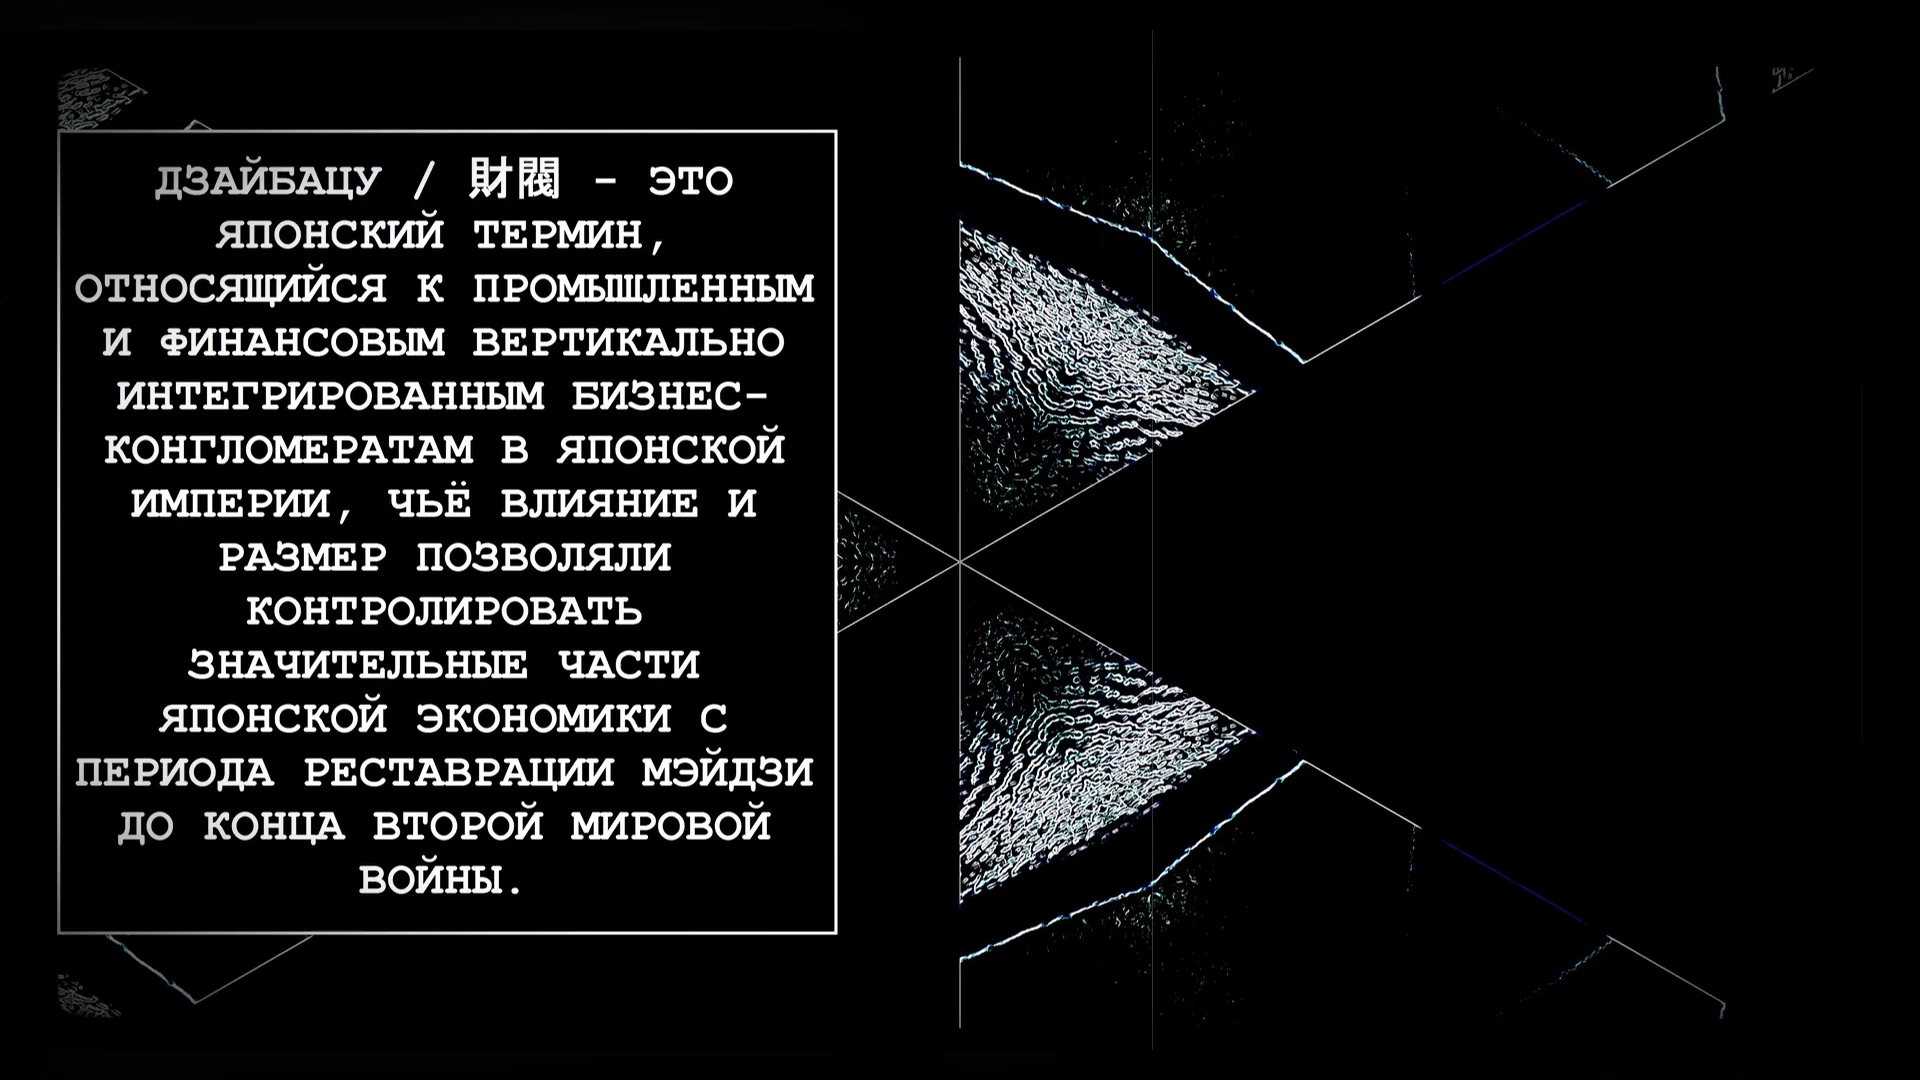 ДЗАЙБАЦУ / 財閥 - ЭТО
ЯПОНСКИЙ ТЕРМИН,
ОТНОСЯЩИЙСЯ К ПРОМЫШЛЕННЫМ
И ФИНАНСОВЫМ ВЕРТИКАЛЬНО
ИНТЕГРИРОВАННЫМ БИЗНЕС-
КОНГЛОМЕРАТАМ В ЯПОНСКОЙ
ИМПЕРИИ, ЧЬЁ ВЛИЯНИЕ И
РАЗМЕР ПОЗВОЛЯЛИ
КОНТРОЛИРОВАТЬ
ЗНАЧИТЕЛЬНЫЕ ЧАСТИ
ЯПОНСКОЙ ЭКОНОМИКИ С
ПЕРИОДА РЕСТАВРАЦИИ МЭЙДЗИ
ДО КОНЦА ВТОРОЙ МИРОВОЙ
ВОЙНЫ.